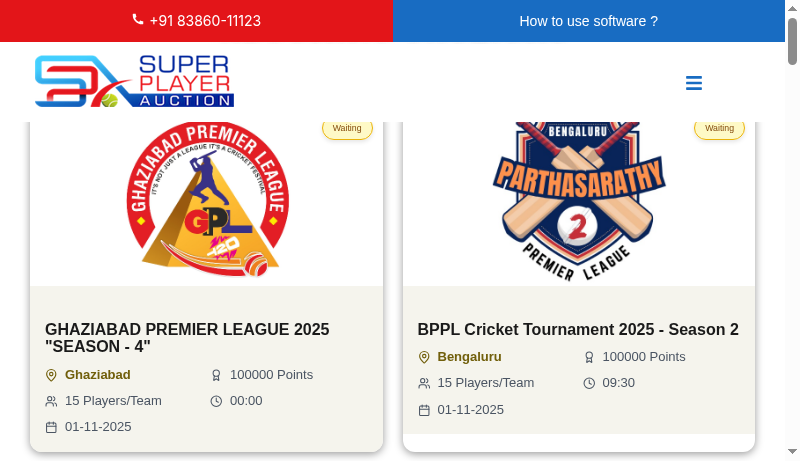 +91 83860-11123
How to use software ?
SUPER
PLAYER
AUCTION
Waiting
GHAZIABAD PREMIER LEAGUE
IT'S NOT JUST A LEAGUE IT'S A CRICKET FESTIVAL
GPL
T20
GHAZIABAD PREMIER LEAGUE 2025
"SEASON - 4"
Ghaziabad
100000 Points
15 Players/Team
00:00
01-11-2025
Waiting
BENGALURU
PARTHASARATHY
2
PREMIER LEAGUE
BPPL Cricket Tournament 2025 - Season 2
Bengaluru
100000 Points
15 Players/Team
09:30
01-11-2025